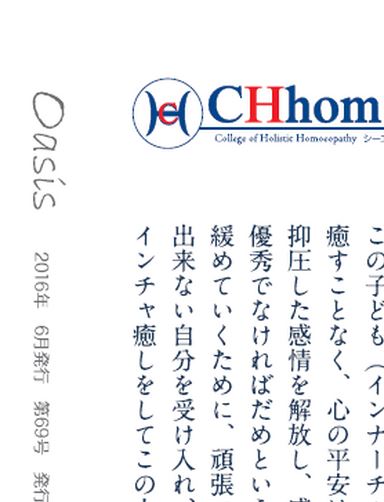 CHhom
College of Holistic Homoeopathy シー
この子ども（インナーチ
癒すことなく、心の平安
抑圧した感情を解放し、
優秀でなければだめとい
緩めていくために、頑張
出来ない自分を受け入れ、
インチャ癒しをしてこの
Oasis 2016年 6月発行 第69号 発行